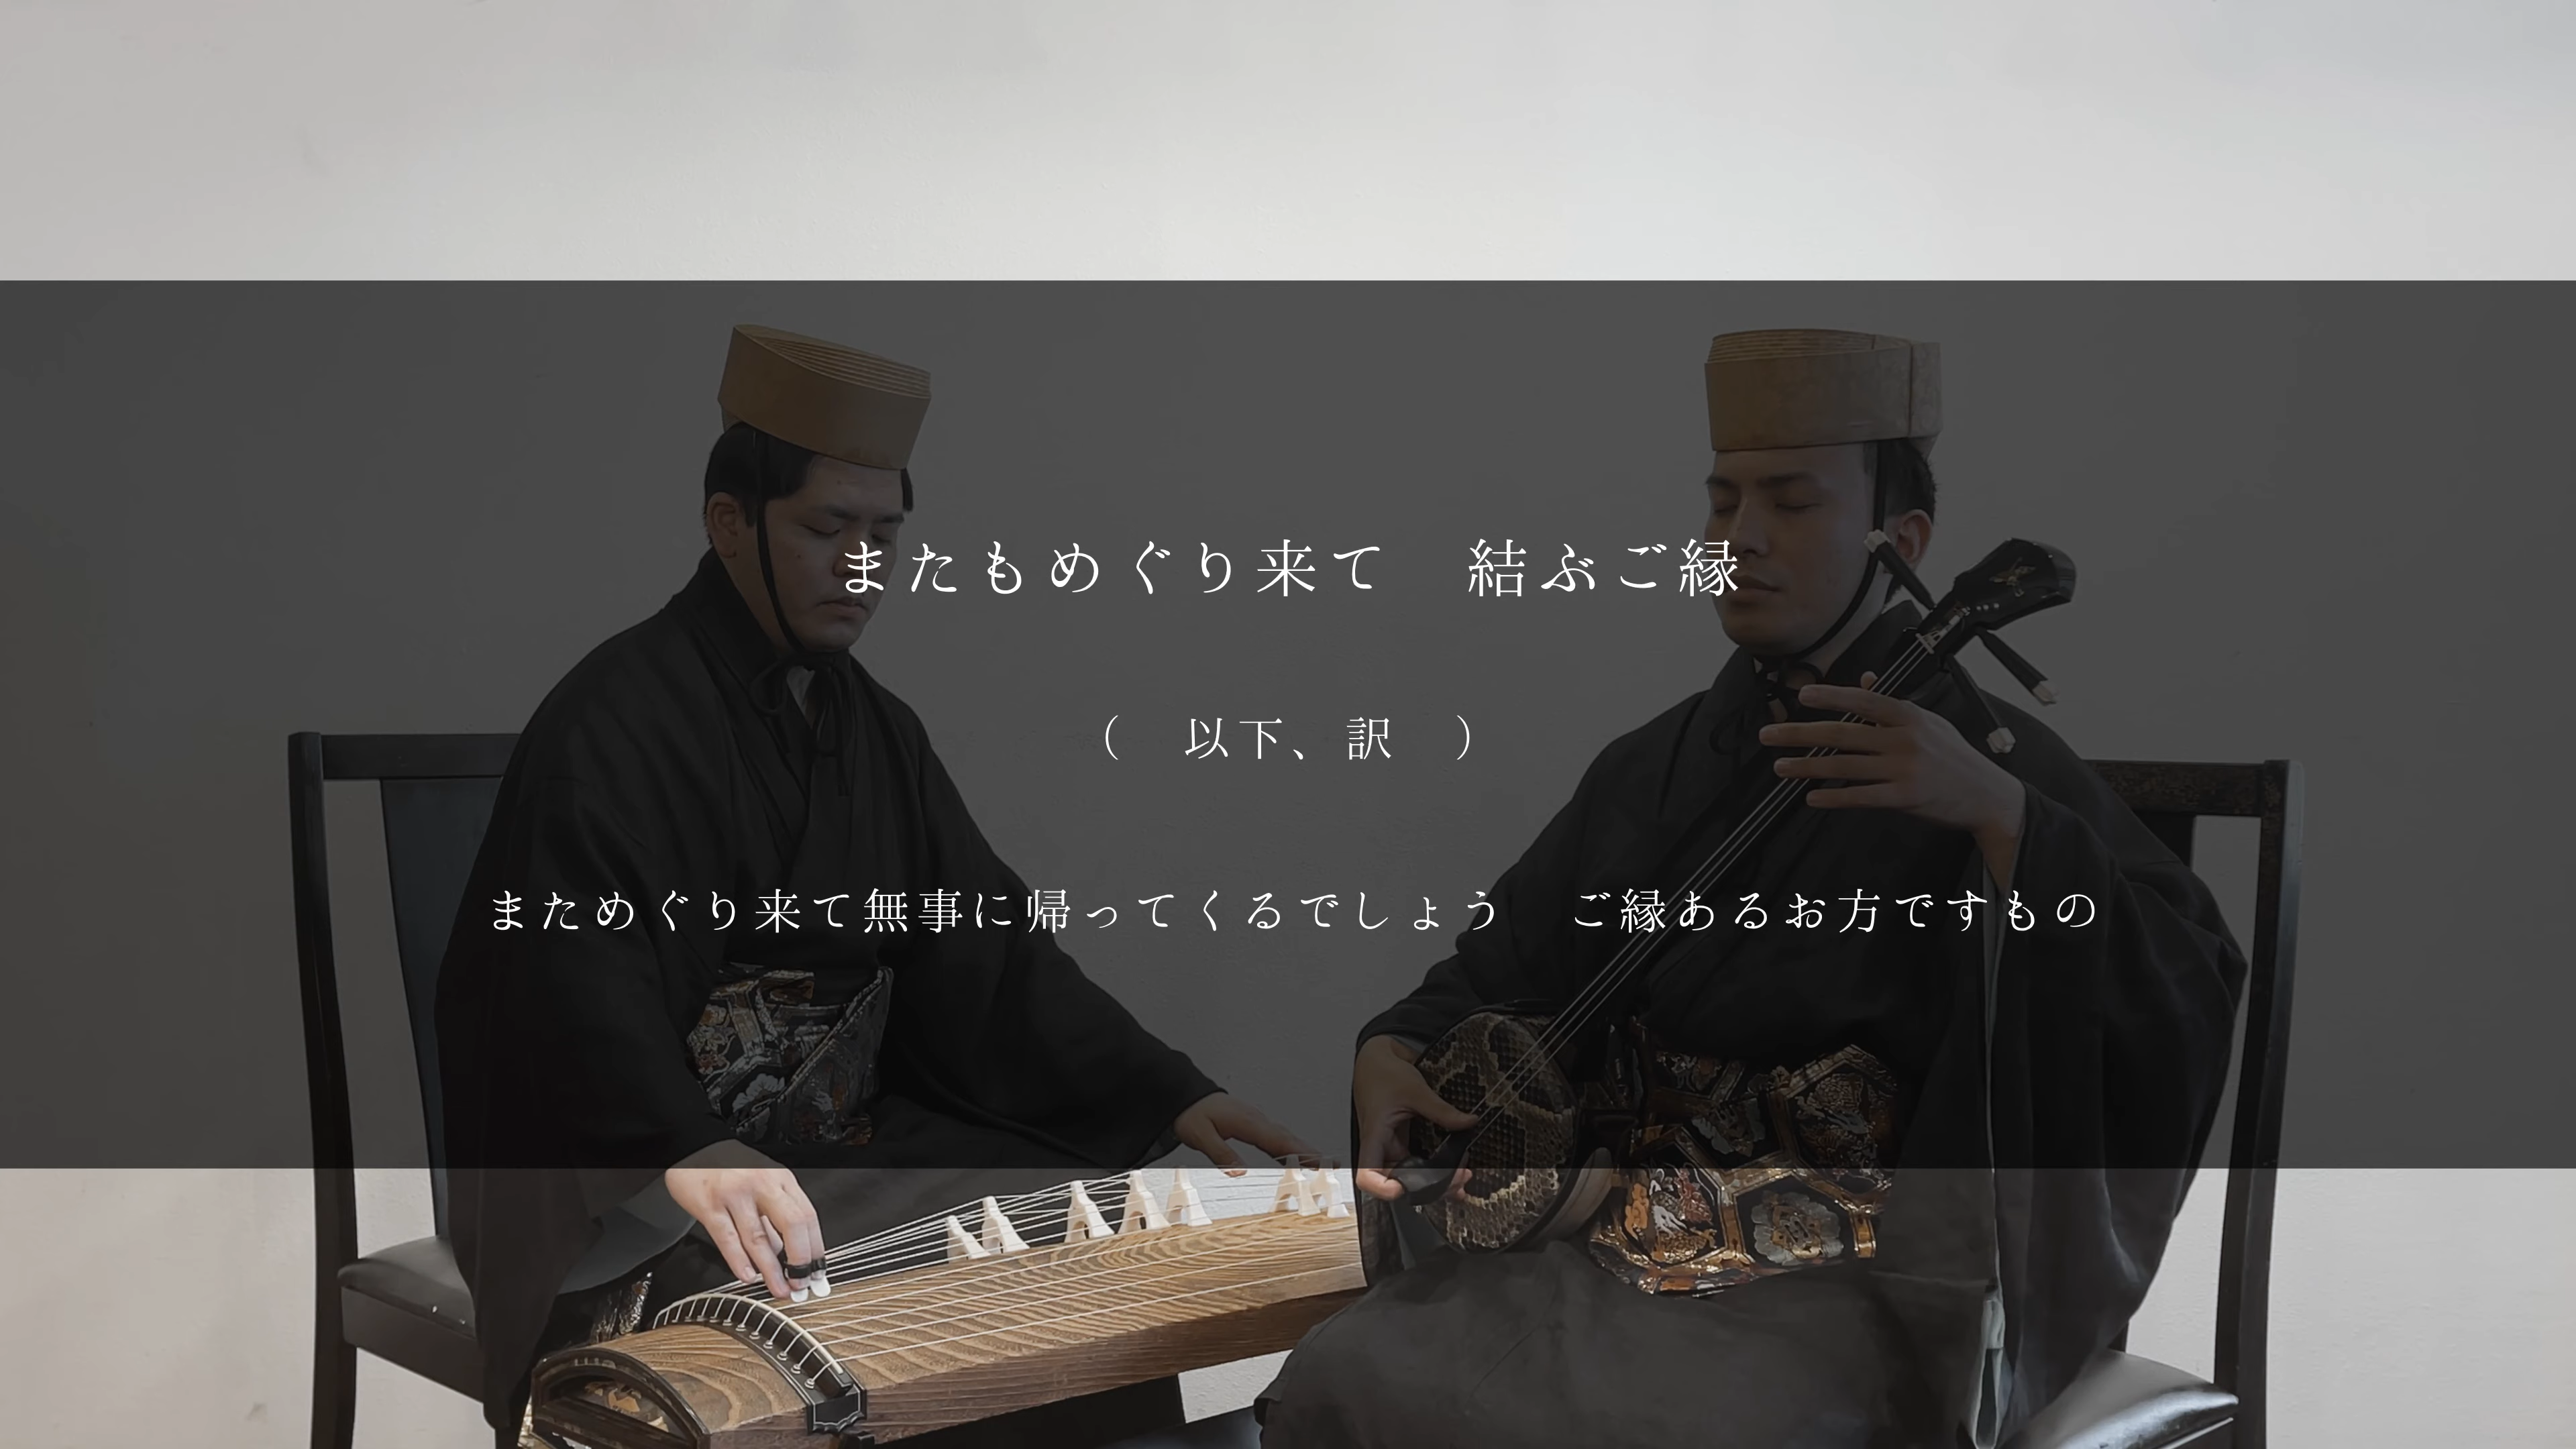 またもめぐり来て　結ぶご縁
（　以下、訳　）
まためぐり来て無事に帰ってくるでしょう　ご縁あるお方ですもの